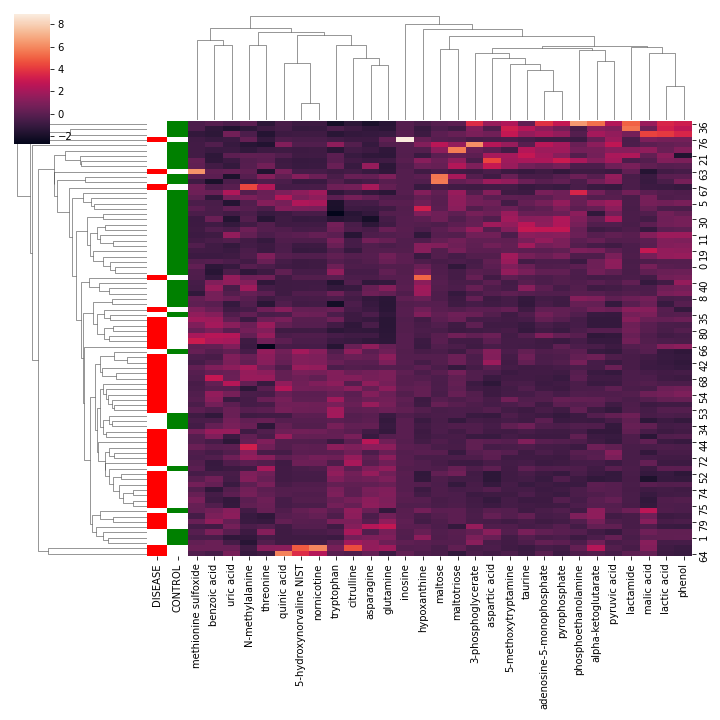 8
6
4
2
0
−2
36
76
21
63
67
5
30
11
19
0
40
8
35
80
66
42
68
54
53
34
44
72
52
74
75
79
1
64
DISEASE
CONTROL
methionine sulfoxide
benzoic acid
uric acid
N-methylalanine
threonine
quinic acid
5-hydroxynorvaline NIST
nornicotine
tryptophan
citrulline
asparagine
glutamine
inosine
hypoxanthine
maltose
maltotriose
3-phosphoglycerate
aspartic acid
5-methoxytryptamine
taurine
adenosine-5-monophosphate
pyrophosphate
phosphoethanolamine
alpha-ketoglutarate
pyruvic acid
lactamide
malic acid
lactic acid
phenol